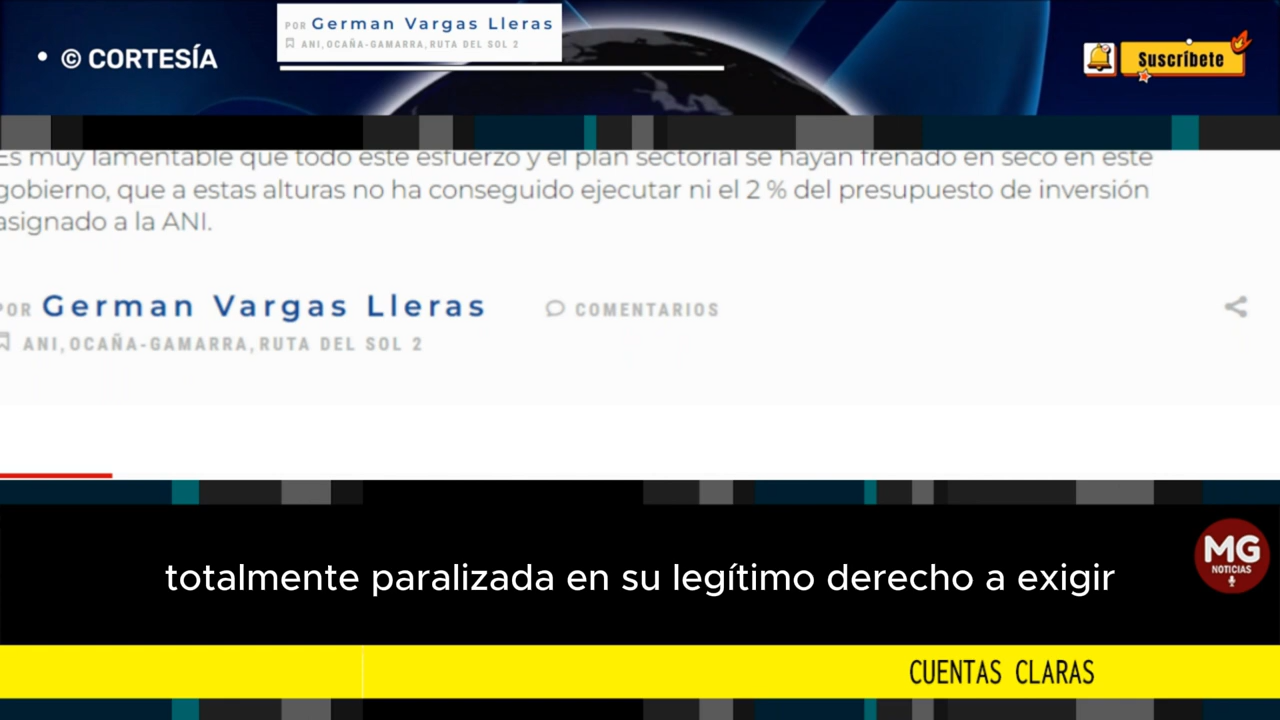 POR German Vargas Lleras
ANI,OCAÑA-GAMARRA,RUTA DEL SOL 2
• © CORTESÍA
Suscríbete
Es muy lamentable que todo este esfuerzo y el plan sectorial se hayan frenado en seco en este
gobierno, que a estas alturas no ha conseguido ejecutar ni el 2 % del presupuesto de inversión
asignado a la ANI.
POR German Vargas Lleras COMENTARIOS
ANI,OCAÑA-GAMARRA,RUTA DEL SOL 2
totalmente paralizada en su legítimo derecho a exigir
MG
NOTICIAS
CUENTAS CLARAS